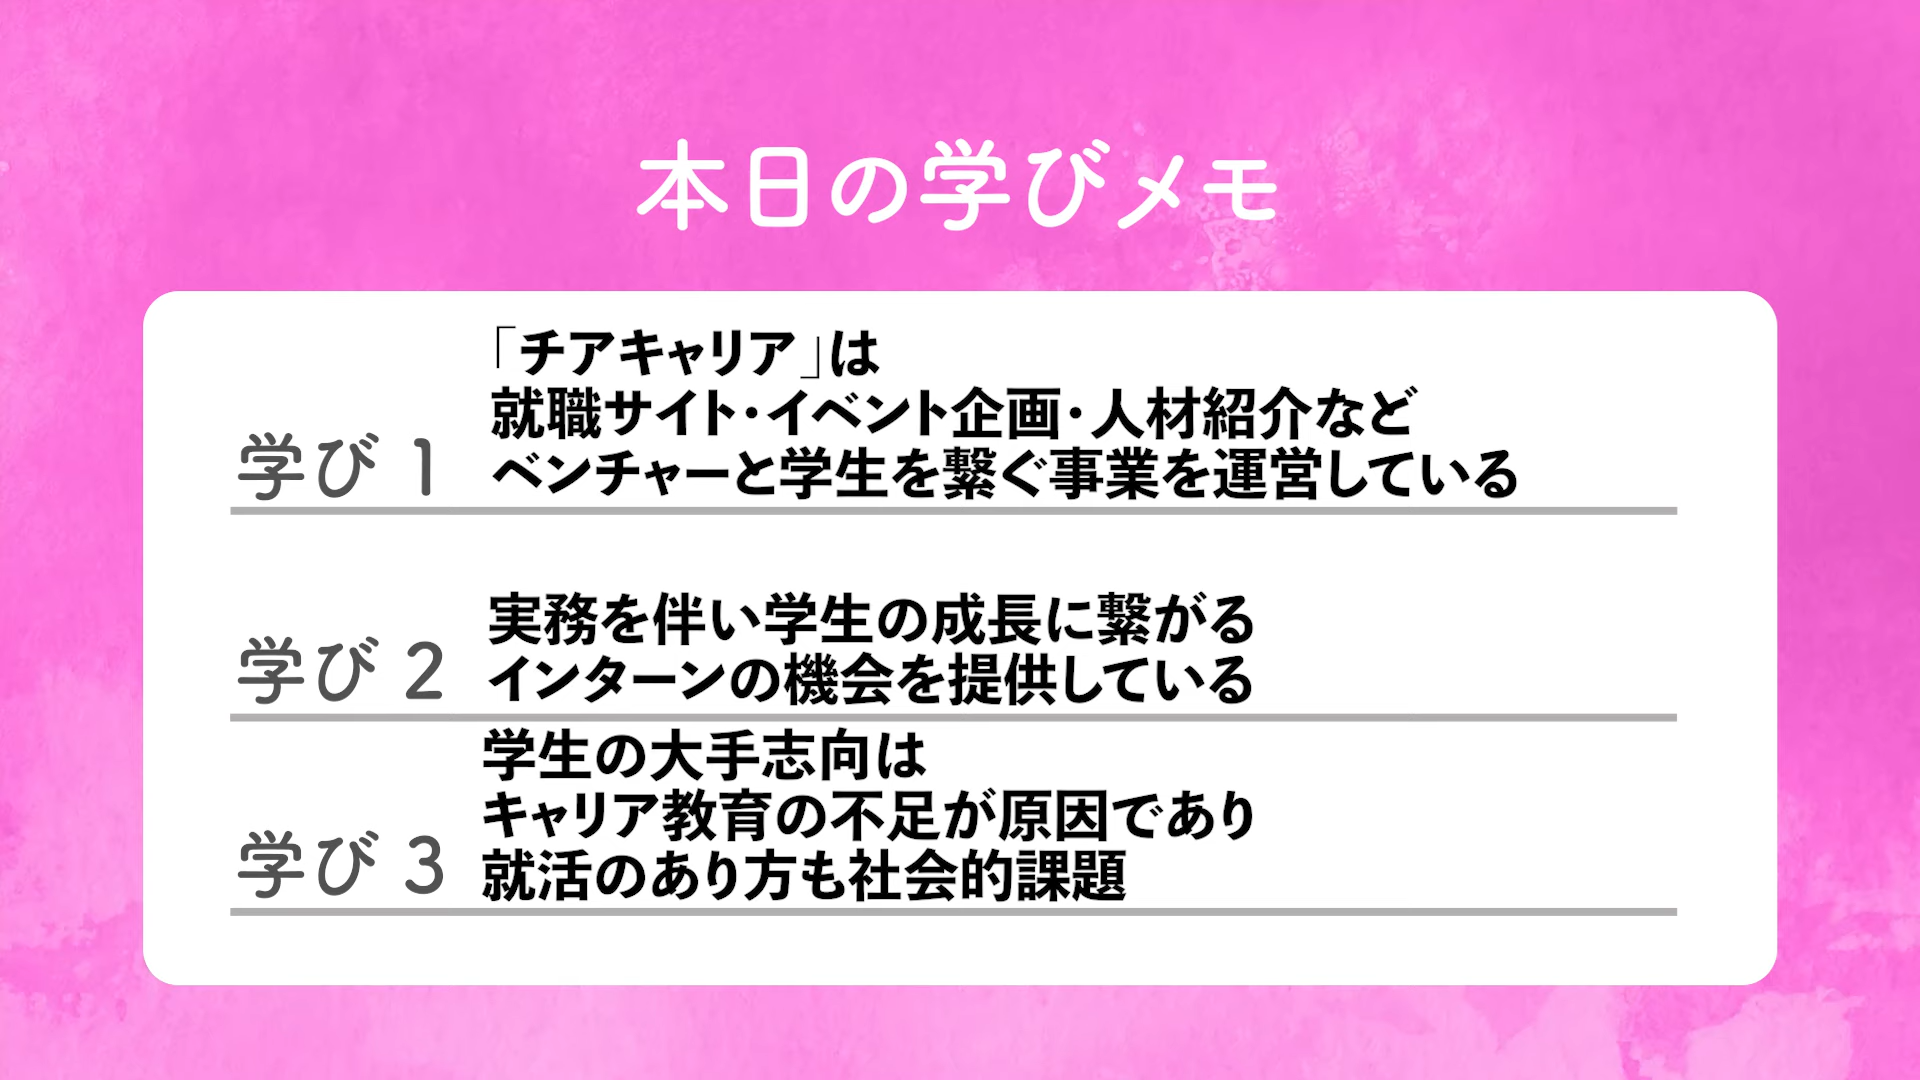 本日の学びメモ
「チアキャリア」は
就職サイト・イベント企画・人材紹介など
学び 1 ベンチャーと学生を繋ぐ事業を運営している
実務を伴い学生の成長に繋がる
学び 2 インターンの機会を提供している
学生の大手志向は
キャリア教育の不足が原因であり
学び 3 就活のあり方も社会的課題